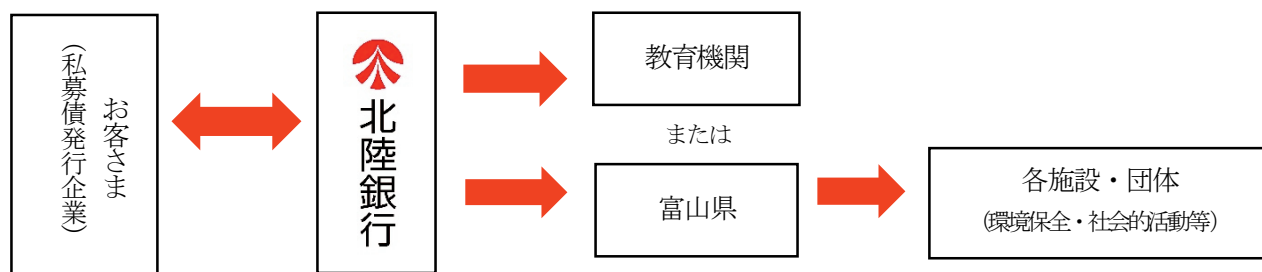 お客さま
(私募債発行企業)
北陸銀行
教育機関
または
富山県
各施設・団体
(環境保全・社会的活動等)